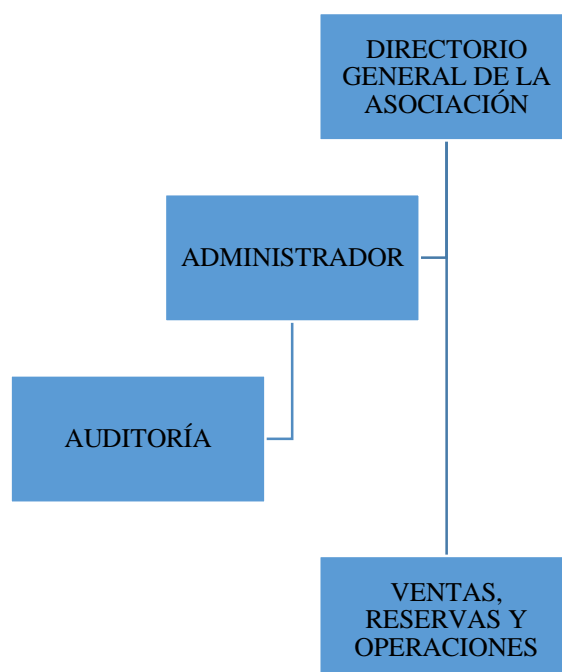 DIRECTORIO
GENERAL DE LA
ASOCIACIÓN
ADMINISTRADOR
AUDITORÍA
VENTAS,
RESERVAS Y
OPERACIONES